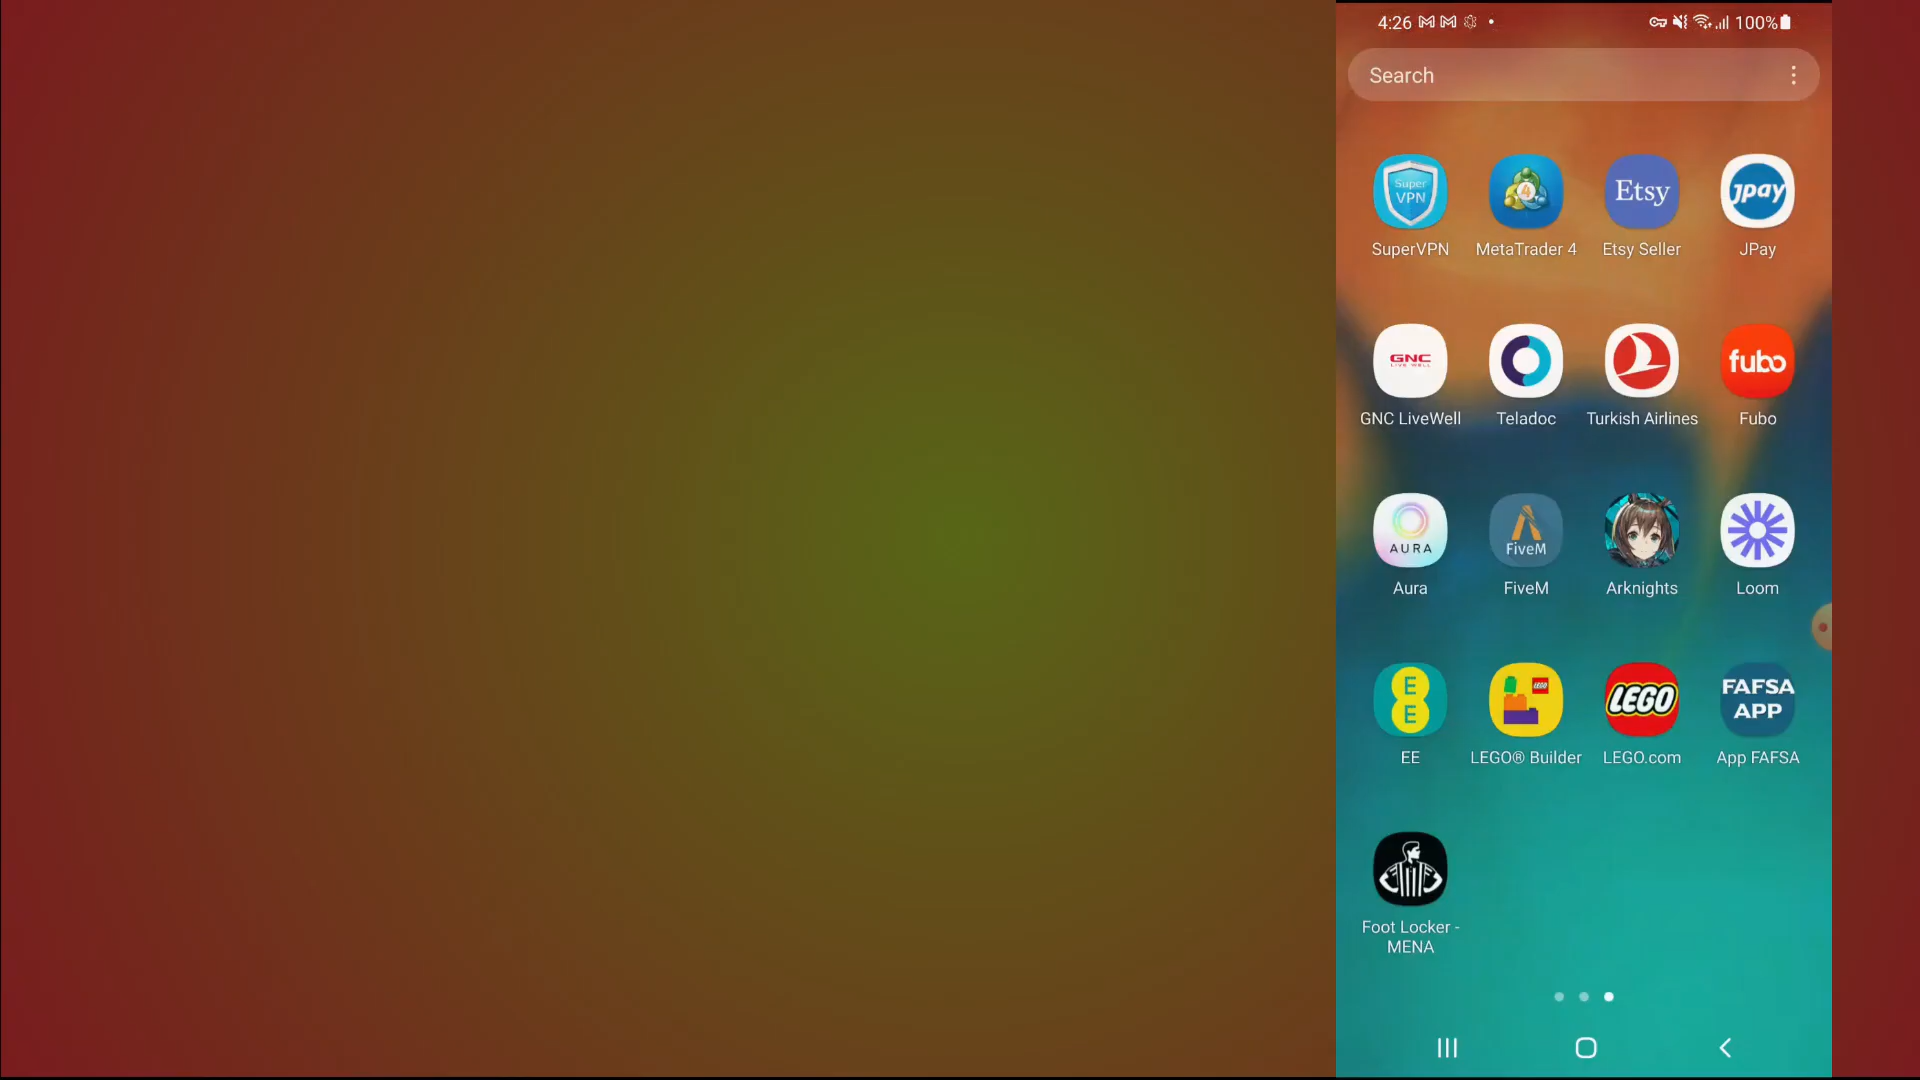 4:26
100%
Search
Super
VPN
4
Etsy
Jpay
SuperVPN
MetaTrader 4
Etsy Seller
JPay
GNC
LIVE WELL
fubo
GNC LiveWell
Teladoc
Turkish Airlines
Fubo
AURA
FiveM
Aura
FiveM
Arknights
Loom
E
E
LEGO
LEGO
FAFSA
APP
EE
LEGO® Builder
LEGO.com
App FAFSA
Foot Locker -
MENA